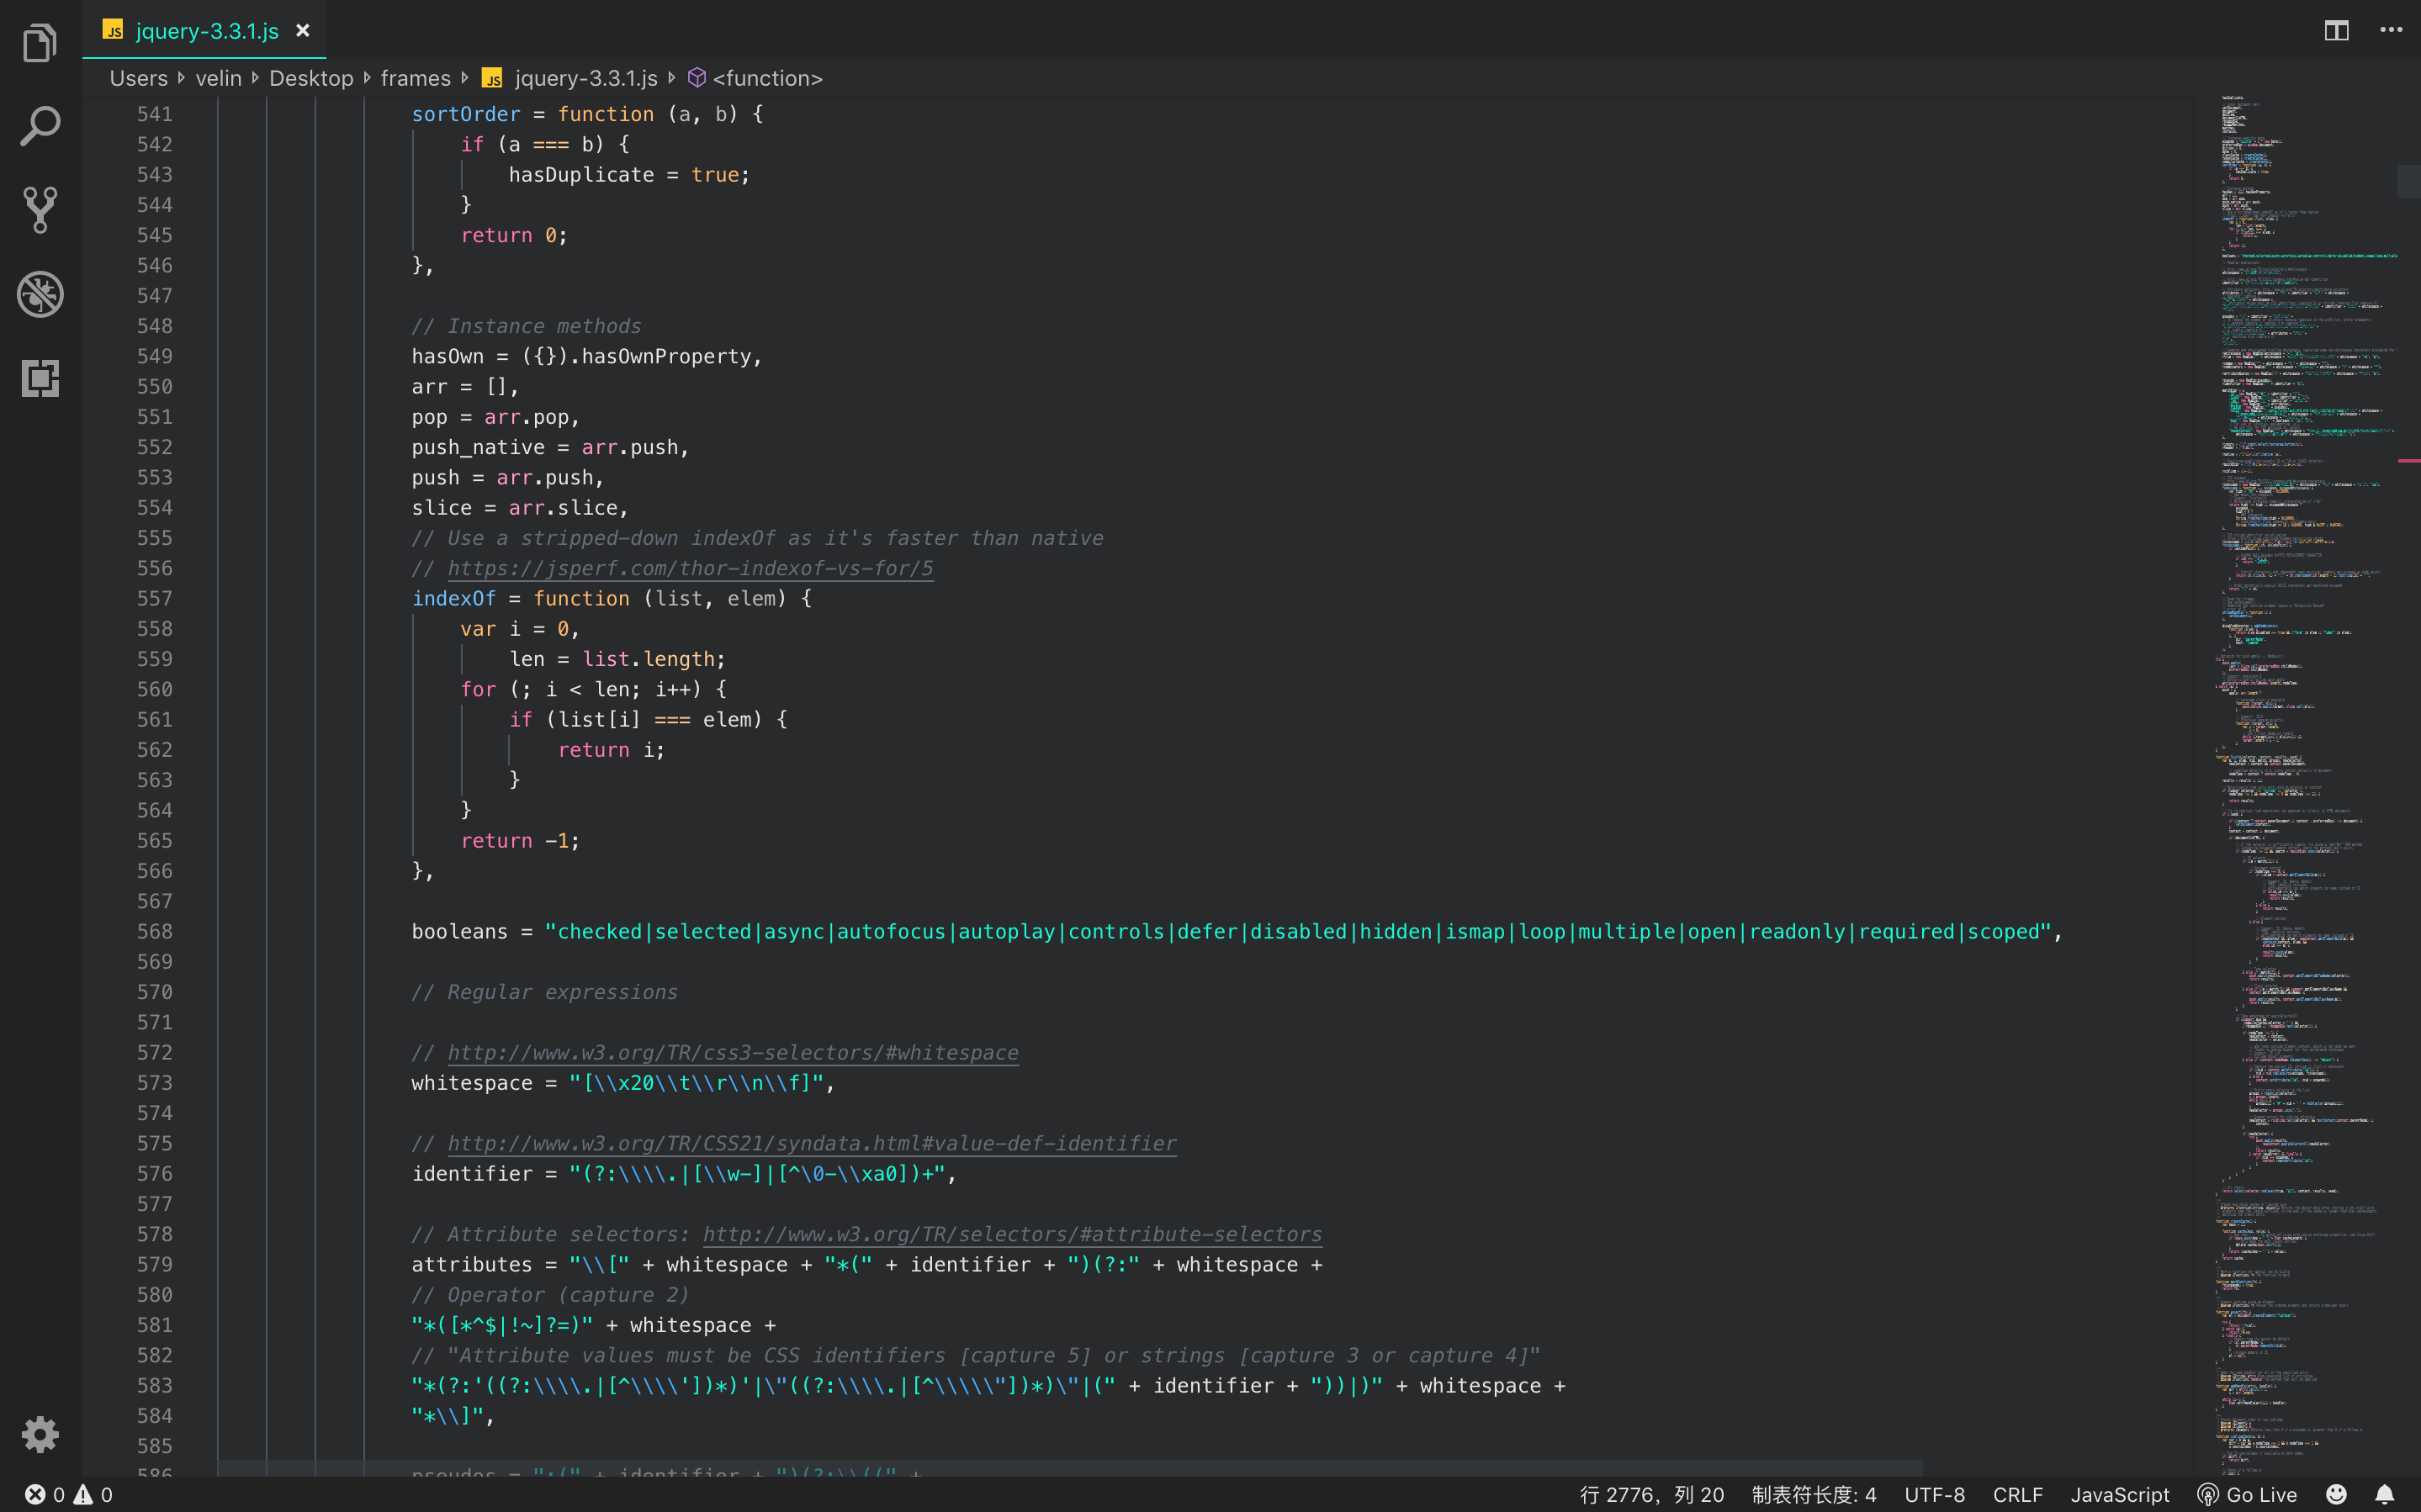 jquery-3.3.1.js
Users velin Desktop frames jquery-3.3.1.js <function>
541 sortOrder = function (a, b) {
542 if (a === b) {
543 hasDuplicate = true;
544 }
545 return 0;
546 },
547
548 // Instance methods
549 hasOwn = ({}).hasOwnProperty,
550 arr = [],
551 pop = arr.pop,
552 push_native = arr.push,
553 push = arr.push,
554 slice = arr.slice,
555 // Use a stripped-down indexOf as it's faster than native
556 // https://jsperf.com/thor-indexof-vs-for/5
557 indexOf = function (list, elem) {
558 var i = 0,
559 len = list.length;
560 for (; i < len; i++) {
561 if (list[i] === elem) {
562 return i;
563 }
564 }
565 return -1;
566 },
567
568 booleans = "checked|selected|async|autofocus|autoplay|controls|defer|disabled|hidden|ismap|loop|multiple|open|readonly|required|scoped",
569
570 // Regular expressions
571
572 // http://www.w3.org/TR/css3-selectors/#whitespace
573 whitespace = "[\\x20\\t\\r\\n\\f]",
574
575 // http://www.w3.org/TR/CSS21/syndata.html#value-def-identifier
576 identifier = "(?:\\\\.|[\\w-]|[^\0-\\xa0])+",
577
578 // Attribute selectors: http://www.w3.org/TR/selectors/#attribute-selectors
579 attributes = "\\[" + whitespace + "*(" + identifier + ")(?:" + whitespace +
580 // Operator (capture 2)
581 "*([*^$|!~]?=)" + whitespace +
582 // "Attribute values must be CSS identifiers [capture 5] or strings [capture 3 or capture 4]"
583 "*(?:'((?:\\\\.|[^\\\\'])*)'|\"((?:\\\\.|[^\\\\\"])*)\"|(" + identifier + "))|)" + whitespace +
584 "*\\]",
585
586 pseudos = ":(" + identifier + ")(?:\\((" +
0 0 行 2776, 列 20 制表符长度: 4 UTF-8 CRLF JavaScript Go Live